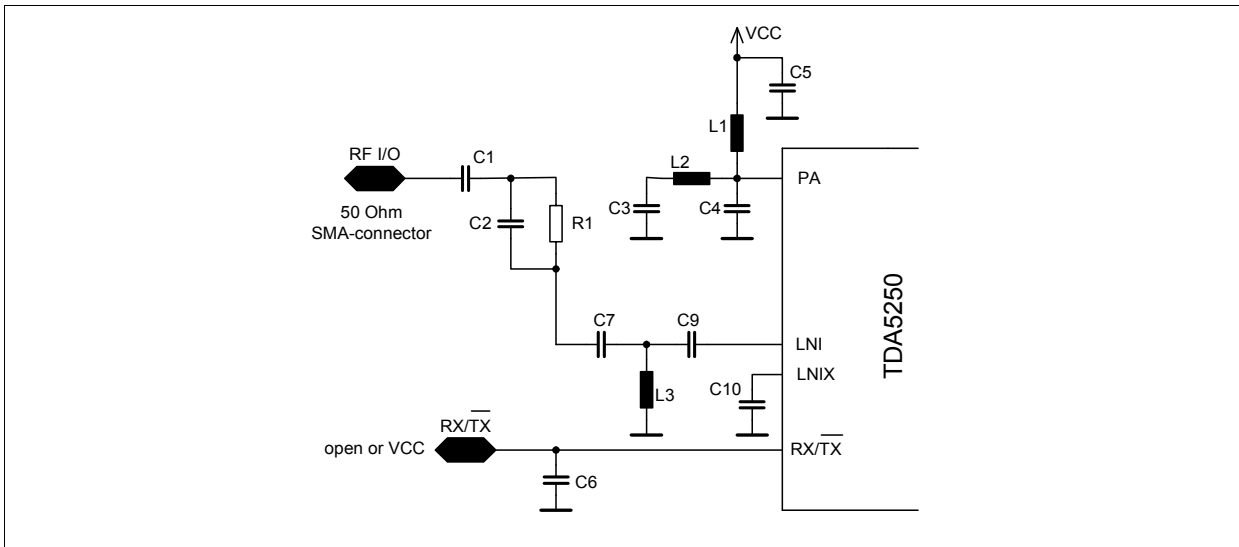 VCC
C5
L1
RF I/O
C1
L2
PA
C3
C4
50 Ohm
SMA-connector
C2
R1
C7
C9
LNI
LNIX
C10
L3
TDA5250
RX/TX
open or VCC
RX/TX
C6